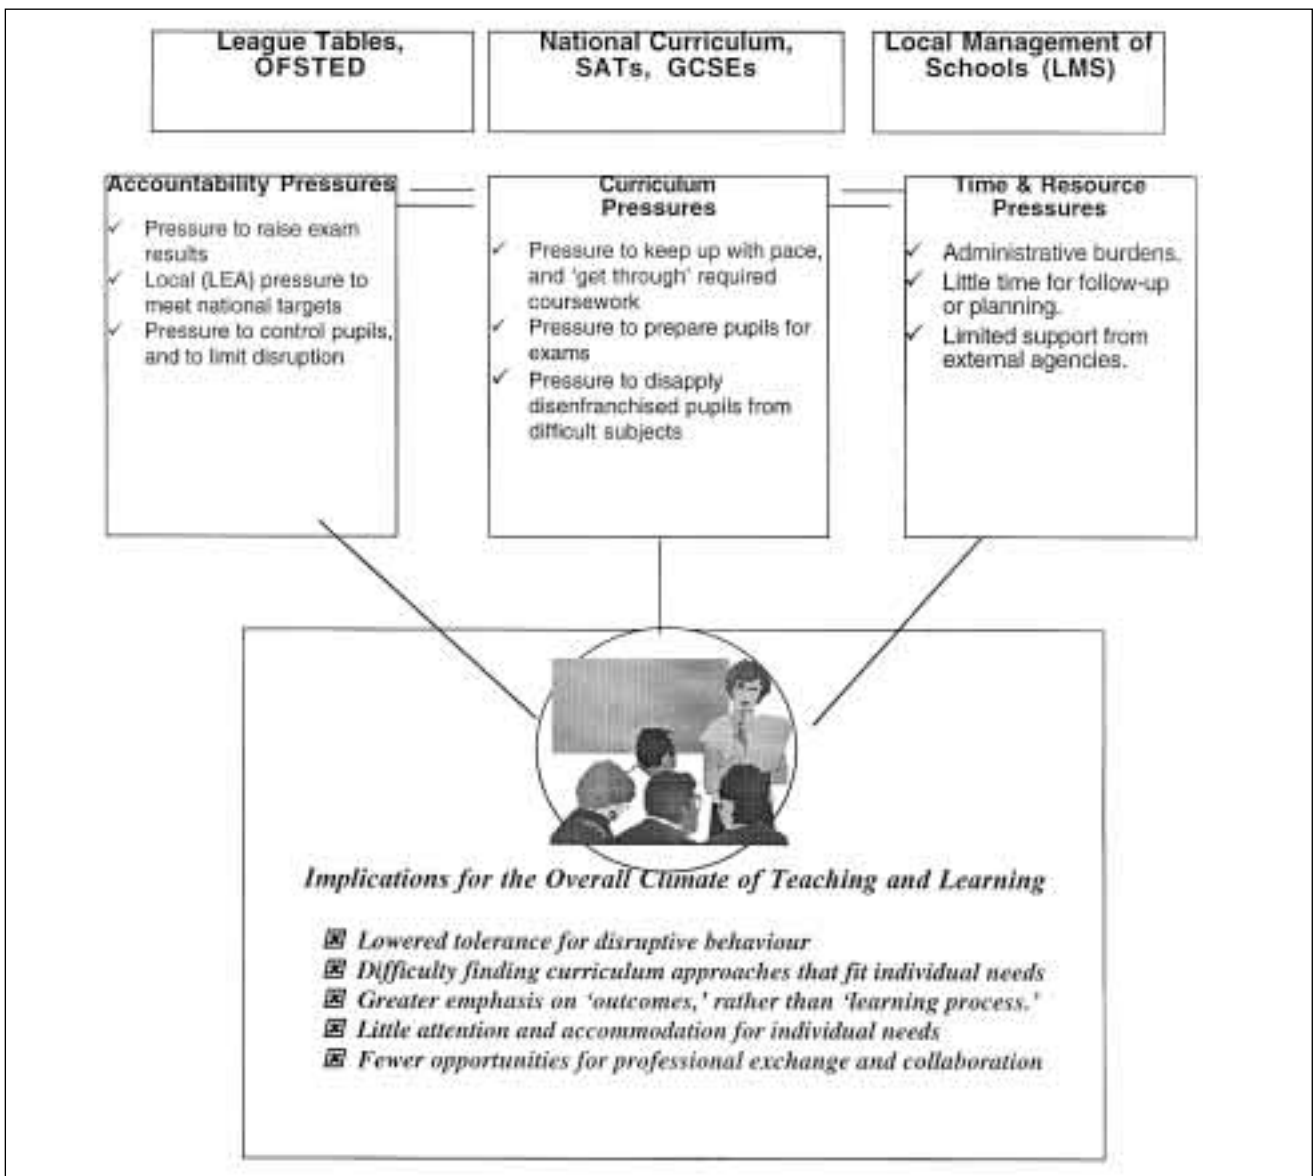 League Tables,
OFSTED
National Curriculum,
SATs, GCSEs
Local Management of
Schools (LMS)
Accountability Pressures
✓ Pressure to raise exam
results
✓ Local (LEA) pressure to
meet national targets
✓ Pressure to control pupils,
and to limit disruption
Curriculum
Pressures
✓ Pressure to keep up with pace,
and ‘get through’ required
coursework
✓ Pressure to prepare pupils for
exams
✓ Pressure to disapply
disenfranchised pupils from
difficult subjects
Time & Resource
Pressures
✓ Administrative burdens.
✓ Little time for follow-up
or planning.
✓ Limited support from
external agencies.
Implications for the Overall Climate of Teaching and Learning
Lowered tolerance for disruptive behaviour
Difficulty finding curriculum approaches that fit individual needs
Greater emphasis on ‘outcomes,’ rather than ‘learning process.’
Little attention and accommodation for individual needs
Fewer opportunities for professional exchange and collaboration